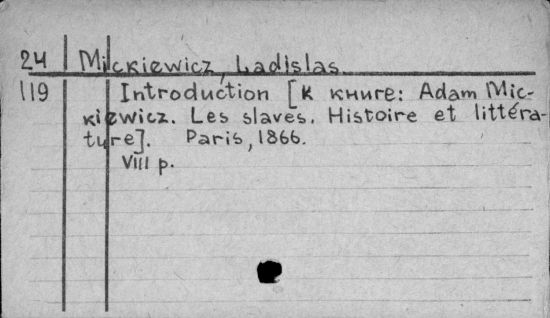 24 Mickiewicz, Ladislas.
119 Introduction [к книге: Adam Mic-
kiewicz. Les slaves. Histoire et littéra-
ture]. Paris, 1866.
VIII p.